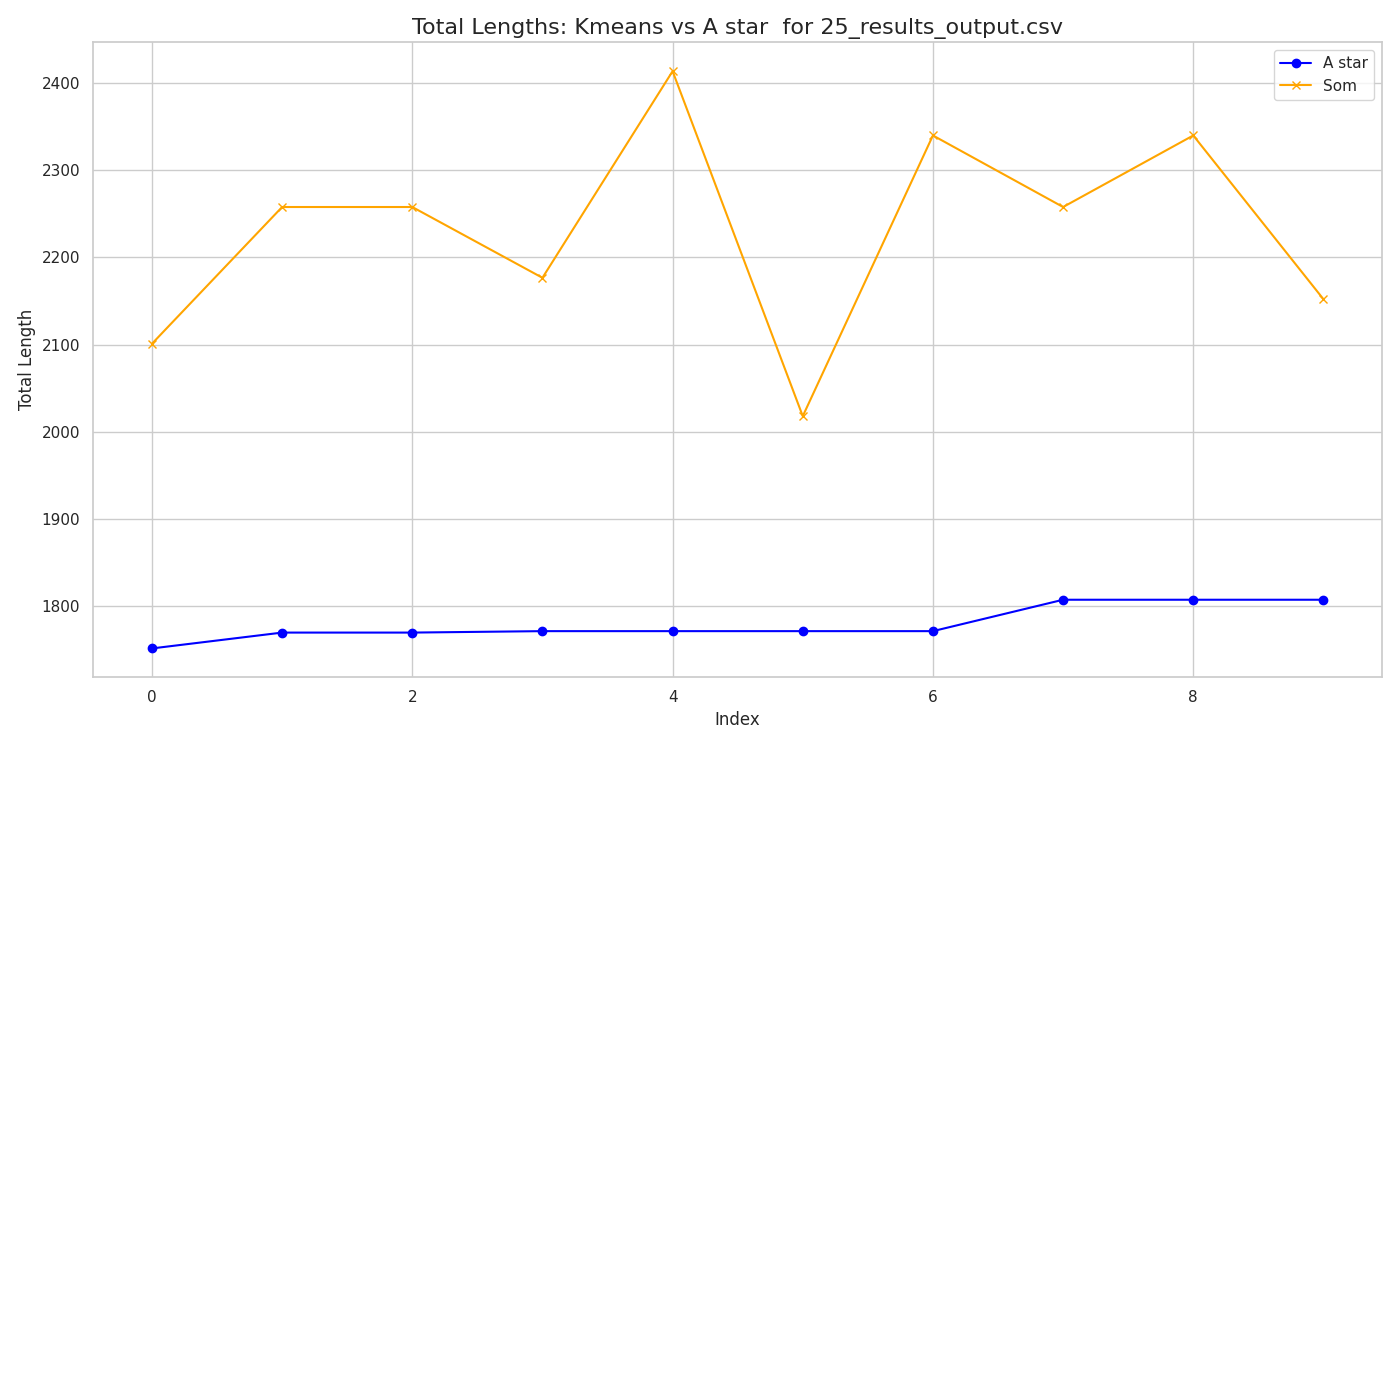 Total Lengths: Kmeans vs A star  for 25_results_output.csv
A star
Som
2400
2300
2200
2100
2000
1900
1800
Total Length
0
2
4
6
8
Index